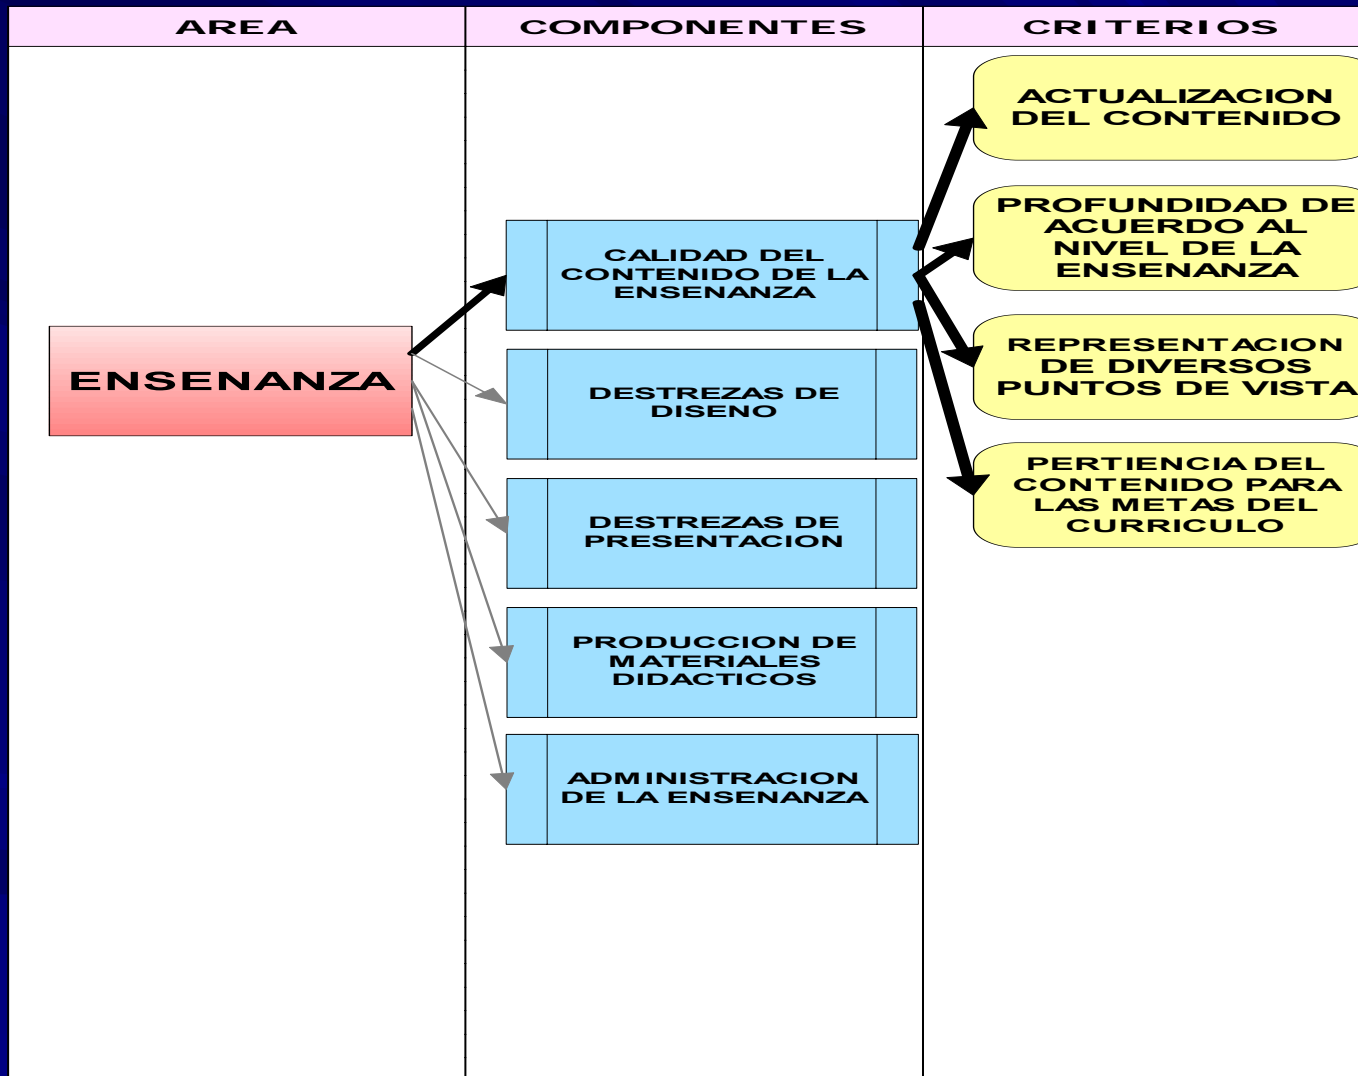 AREA
COMPONENTES
CRITERIOS
ENSENANZA
CALIDAD DEL
CONTENIDO DE LA
ENSENANZA
DESTREZAS DE
DISENO
DESTREZAS DE
PRESENTACION
PRODUCCION DE
MATERIALES
DIDACTICOS
ADMINISTRACION
DE LA ENSENANZA
ACTUALIZACION
DEL CONTENIDO
PROFUNDIDAD DE
ACUERDO AL
NIVEL DE LA
ENSENANZA
REPRESENTACION
DE DIVERSOS
PUNTOS DE VISTA
PERTIENCIA DEL
CONTENIDO PARA
LAS METAS DEL
CURRICULO